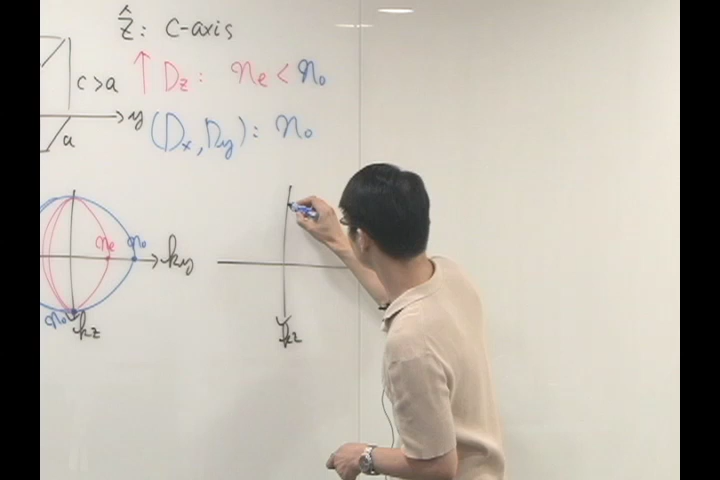 ẑ: c-axis
c>a
↑ Dz: ne < no
y
(Dx, Dy): no
a
ne
no
ky
no
kz
kz